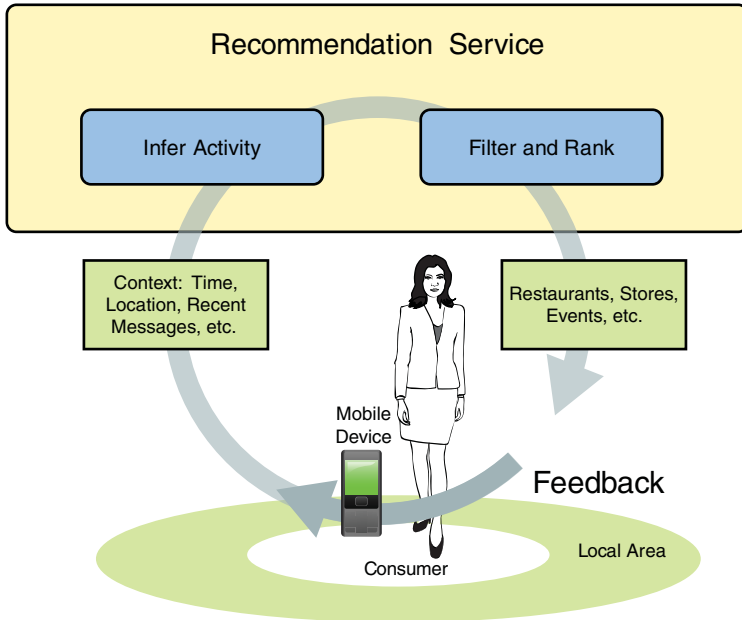 Recommendation Service
Infer Activity
Filter and Rank
Context: Time,
Location, Recent
Messages, etc.
Restaurants, Stores,
Events, etc.
Mobile
Device
Feedback
Local Area
Consumer